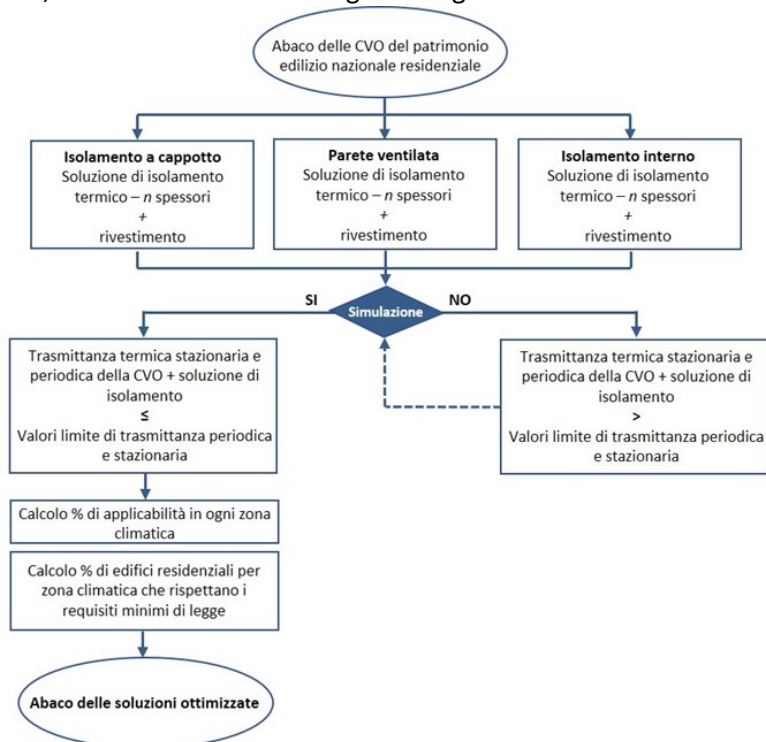 Abaco delle CVO del patrimonio
edilizio nazionale residenziale
Isolamento a cappotto
Soluzione di isolamento
termico – n spessori
+
rivestimento
Parete ventilata
Soluzione di isolamento
termico – n spessori
+
rivestimento
Isolamento interno
Soluzione di isolamento
termico – n spessori
+
rivestimento
SI
Simulazione
NO
Trasmittanza termica stazionaria e
periodica della CVO + soluzione di
isolamento
≤
Valori limite di trasmittanza periodica
e stazionaria
Trasmittanza termica stazionaria e
periodica della CVO + soluzione di
isolamento
>
Valori limite di trasmittanza periodica
e stazionaria
Calcolo % di applicabilità in ogni zona
climatica
Calcolo % di edifici residenziali per
zona climatica che rispettano i
requisiti minimi di legge
Abaco delle soluzioni ottimizzate